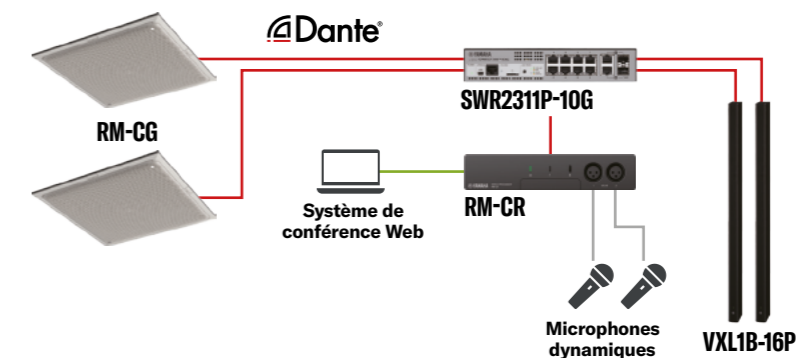 Dante®
SWR2311P-10G
RM-CG
RM-CR
Système de
conférence Web
Microphones
dynamiques
VXL1B-16P